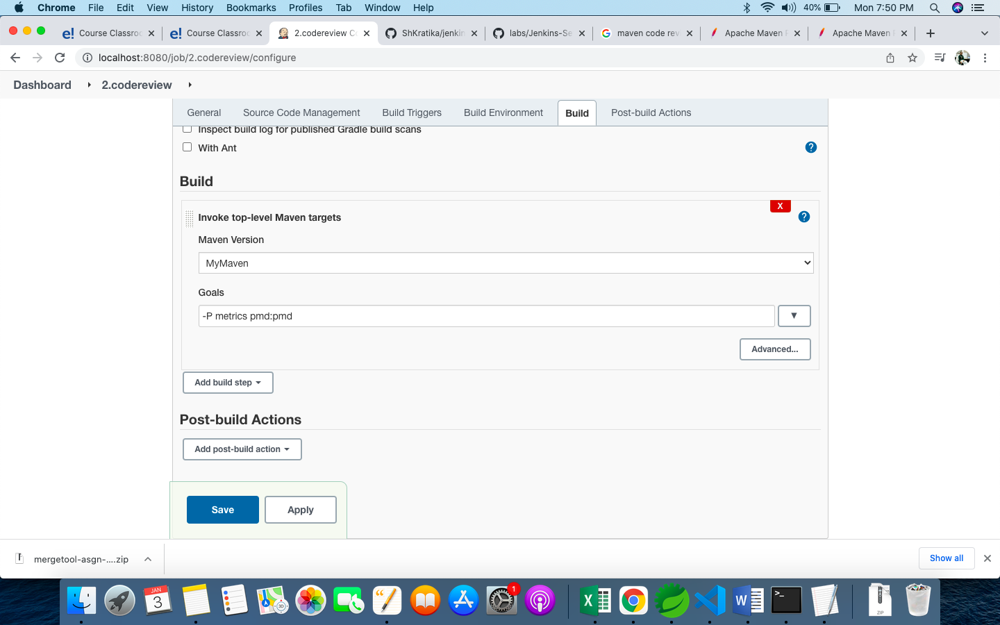 Chrome File Edit View History Bookmarks Profiles Tab Window Help 40% Mon 7:50 PM
e! Course Classroo e! Course Classroo 2.codereview Co ShKratika/jenkin labs/Jenkins-Se maven code rev Apache Maven Apache Maven
localhost:8080/job/2.codereview/configure
Dashboard 2.codereview
General Source Code Management Build Triggers Build Environment Build Post-build Actions
Inspect build log for published Gradle build scans
With Ant ?
Build
X
Invoke top-level Maven targets ?
Maven Version
MyMaven
Goals
-P metrics pmd:pmd
Advanced...
Add build step
Post-build Actions
Add post-build action
Save Apply
mergetool-asgn-....zip Show all
JAN
3
3D
1
X
W
>_
ZIP